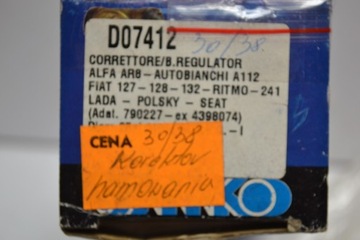 D07412
30/38
CORRETTORE/B.REGULATOR
ALFA AR8-AUTOBIANCHI A112
FIAT 127-128-132-RITMO-241
LADA-POLSKY-SEAT
(Adat. 790227-ex 4398074)
-I
CENA 30/38
Korektor
hamowania